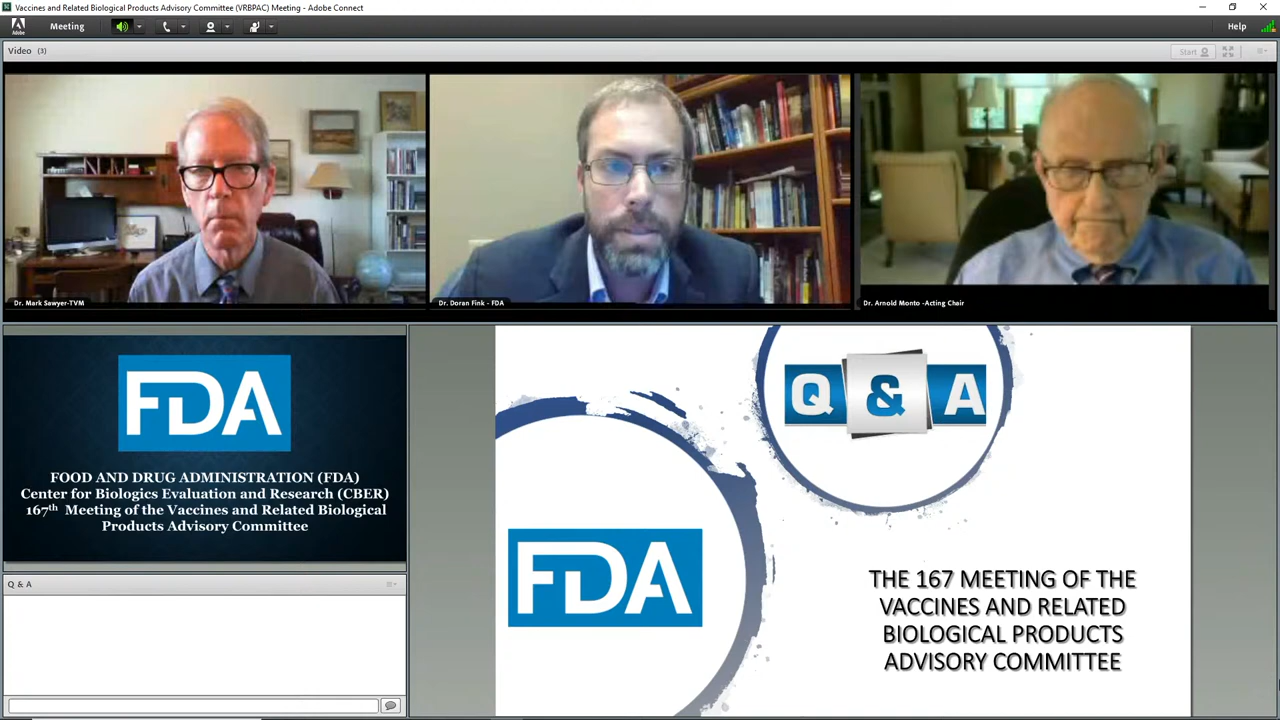 Vaccines and Related Biological Products Advisory Committee (VRBPAC) Meeting - Adobe Connect
Meeting
Help
Video (3)
Start
Dr. Mark Sawyer-TVM
Dr. Doran Fink - FDA
Dr. Arnold Monto -Acting Chair
FDA
FOOD AND DRUG ADMINISTRATION (FDA)
Center for Biologics Evaluation and Research (CBER)
167th Meeting of the Vaccines and Related Biological
Products Advisory Committee
Q & A
Q & A
FDA
THE 167 MEETING OF THE
VACCINES AND RELATED
BIOLOGICAL PRODUCTS
ADVISORY COMMITTEE